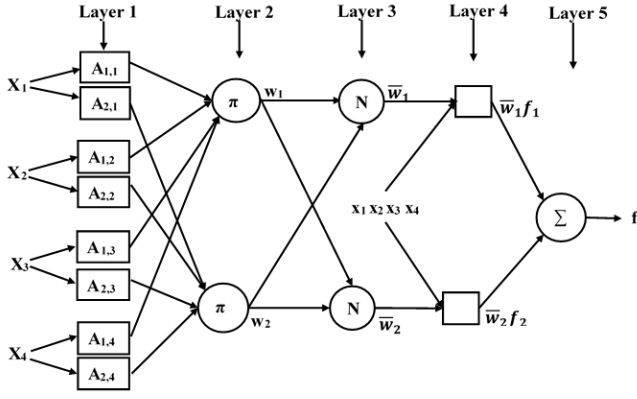 Layer 1 Layer 2 Layer 3 Layer 4 Layer 5
X₁
A₁,₁
A₂,₁
X₂
A₁,₂
A₂,₂
X₃
A₁,₃
A₂,₃
X₄
A₁,₄
A₂,₄
π w₁
π w₂
N w̅₁
N w̅₂
x₁ x₂ x₃ x₄
w̅₁f₁
w̅₂f₂
Σ f